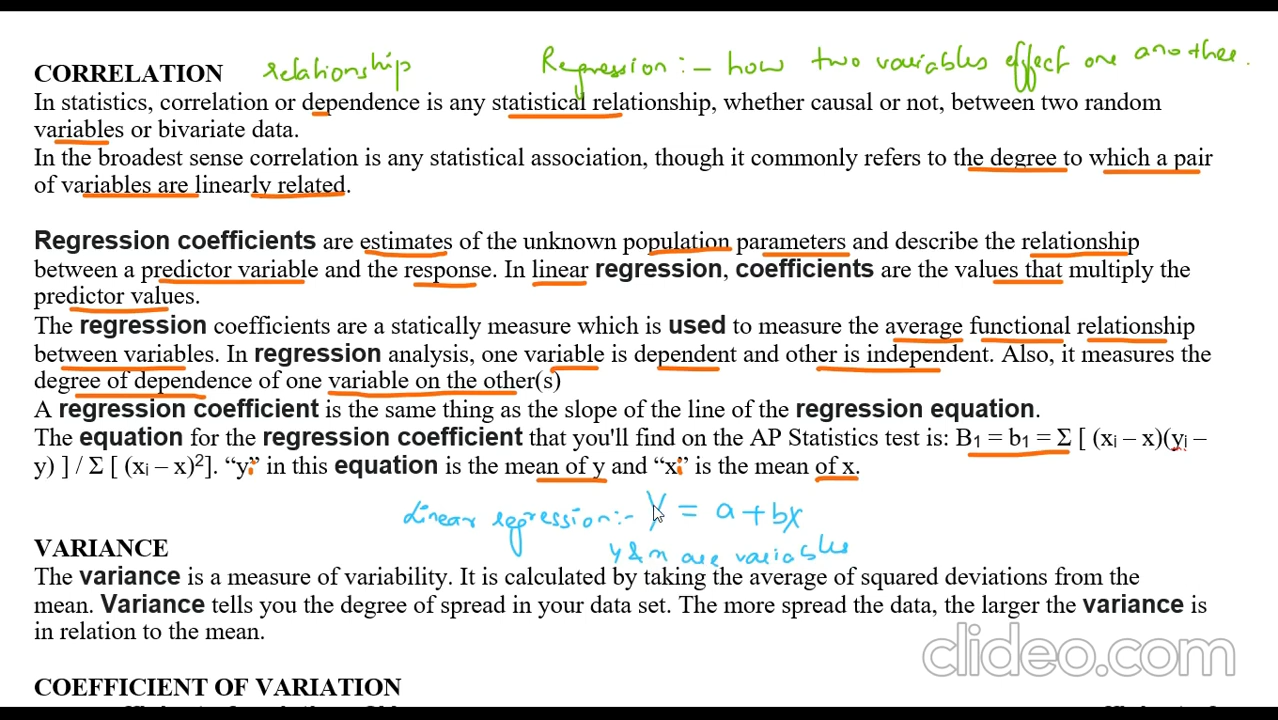 CORRELATION relationship Regression :- how two variables effect one another.
In statistics, correlation or dependence is any statistical relationship, whether causal or not, between two random
variables or bivariate data.
In the broadest sense correlation is any statistical association, though it commonly refers to the degree to which a pair
of variables are linearly related.
Regression coefficients are estimates of the unknown population parameters and describe the relationship
between a predictor variable and the response. In linear regression, coefficients are the values that multiply the
predictor values.
The regression coefficients are a statically measure which is used to measure the average functional relationship
between variables. In regression analysis, one variable is dependent and other is independent. Also, it measures the
degree of dependence of one variable on the other(s)
A regression coefficient is the same thing as the slope of the line of the regression equation.
The equation for the regression coefficient that you'll find on the AP Statistics test is: B₁ = b₁ = Σ [ (xᵢ – x)(yᵢ –
y) ] / Σ [ (xᵢ – x)²]. “y” in this equation is the mean of y and “x” is the mean of x.
Linear regression :- Y = a + bx
y & x are variables
VARIANCE
The variance is a measure of variability. It is calculated by taking the average of squared deviations from the
mean. Variance tells you the degree of spread in your data set. The more spread the data, the larger the variance is
in relation to the mean.
clideo.com
COEFFICIENT OF VARIATION